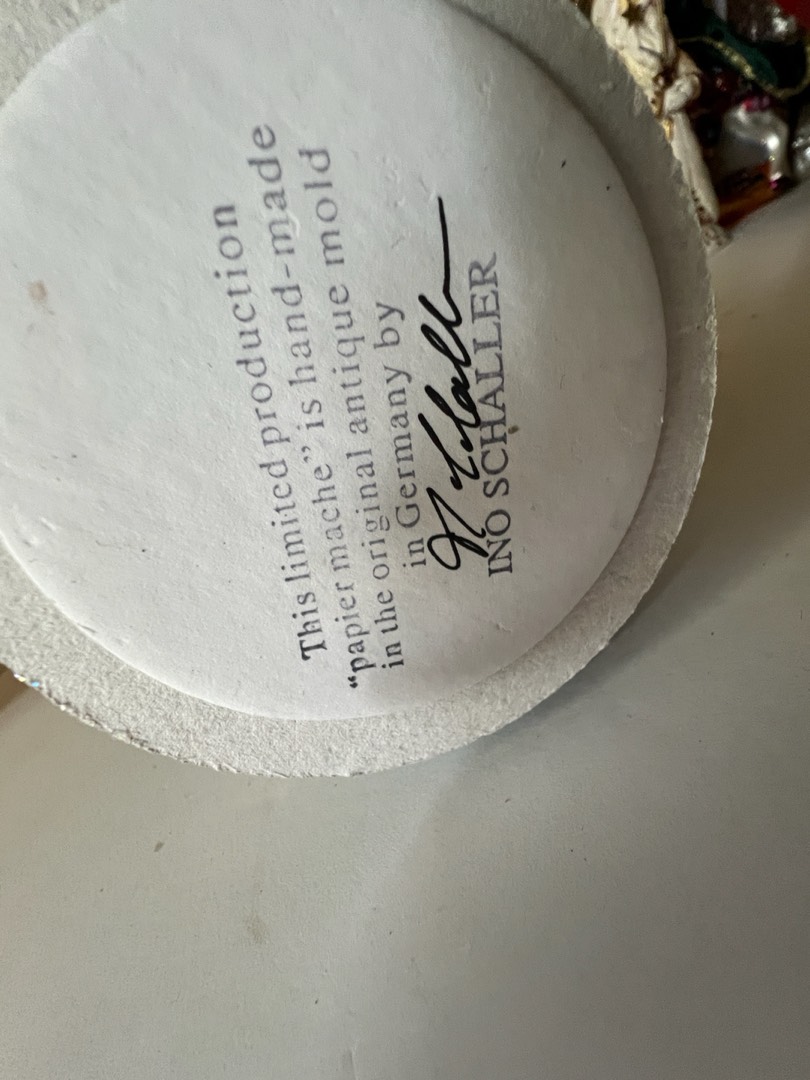 This limited production
“papier mache” is hand-made
in the original antique mold
in Germany by
INO SCHALLER